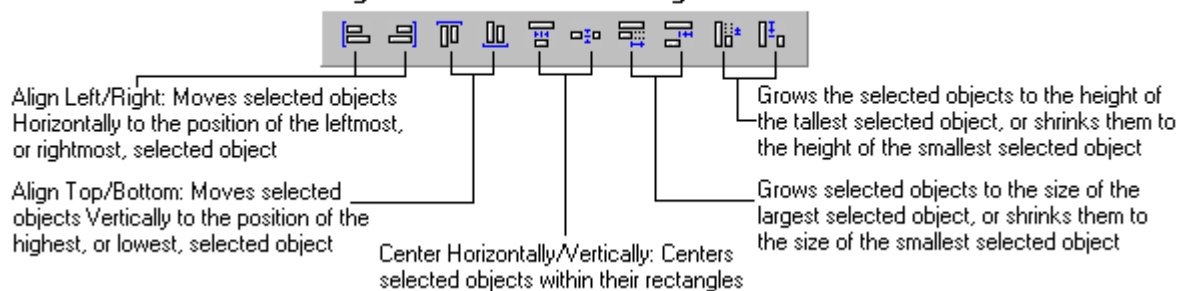 Align Left/Right: Moves selected objects
Horizontally to the position of the leftmost,
or rightmost, selected object
Align Top/Bottom: Moves selected
objects Vertically to the position of the
highest, or lowest, selected object
Center Horizontally/Vertically: Centers
selected objects within their rectangles
Grows the selected objects to the height of
the tallest selected object, or shrinks them to
the height of the smallest selected object
Grows selected objects to the size of the
largest selected object, or shrinks them to
the size of the smallest selected object